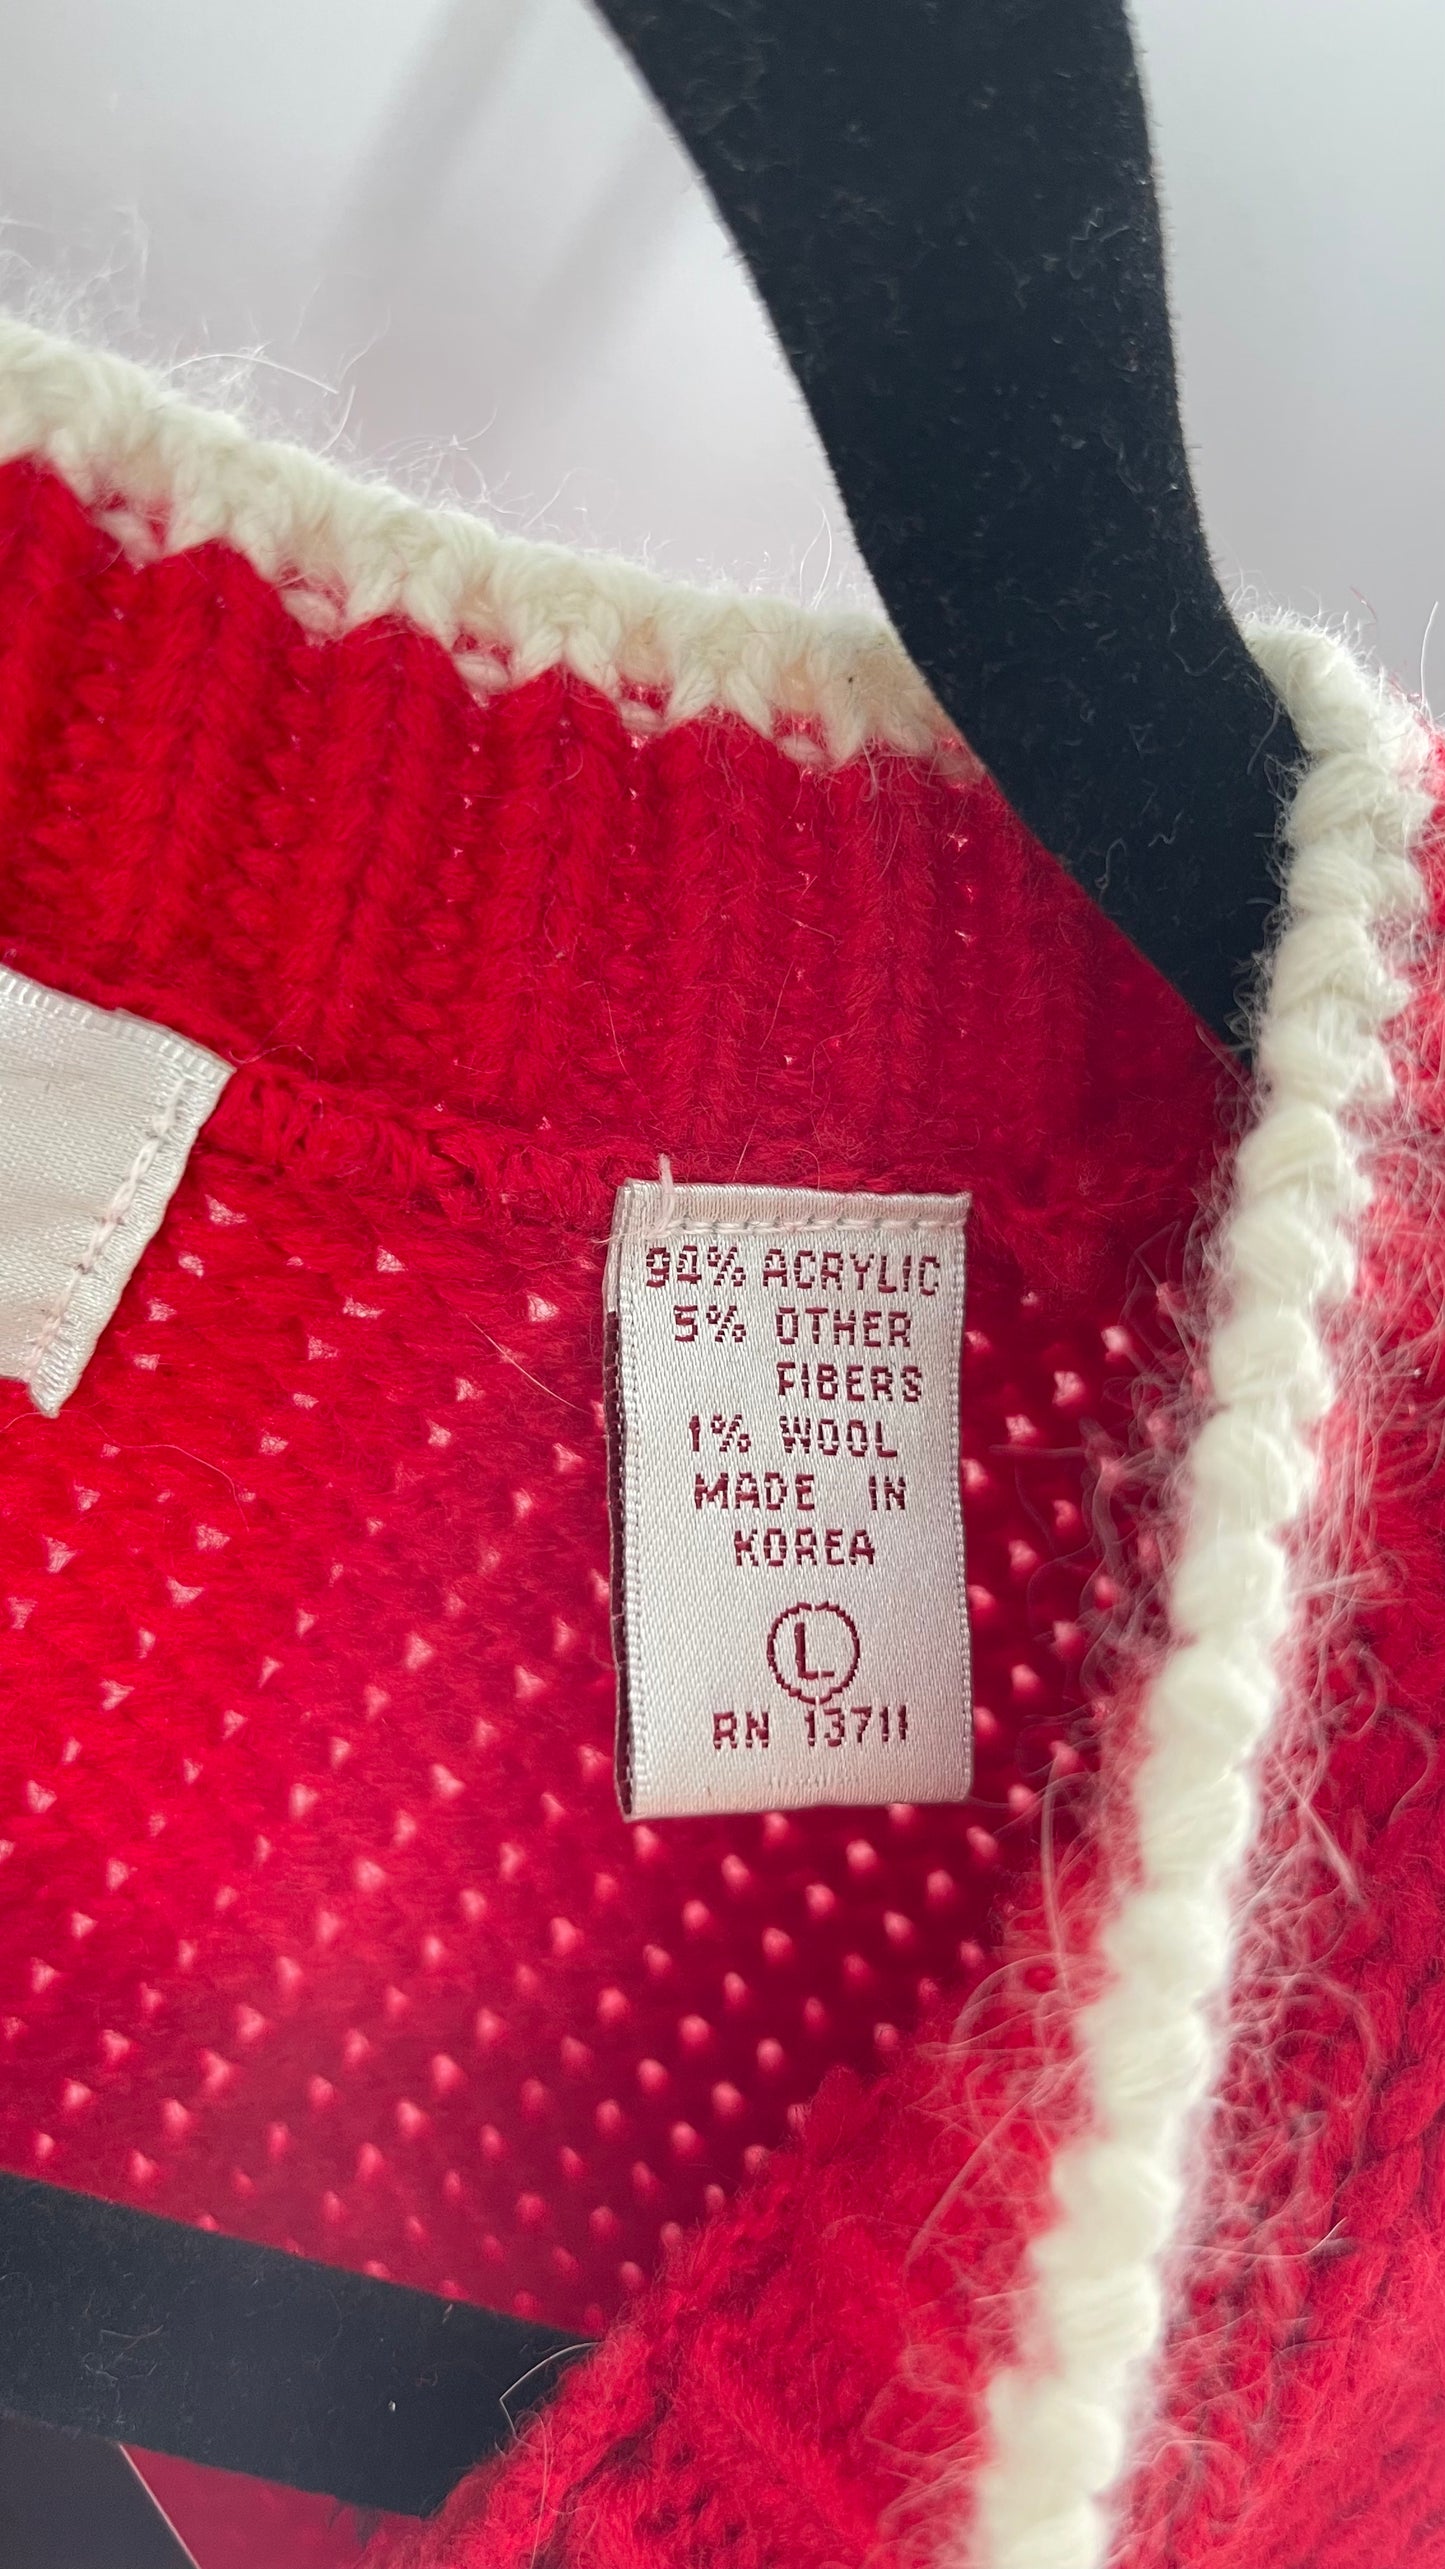 94% ACRYLIC
5% OTHER
FIBERS
1% WOOL
MADE IN
KOREA
L
RN 13711